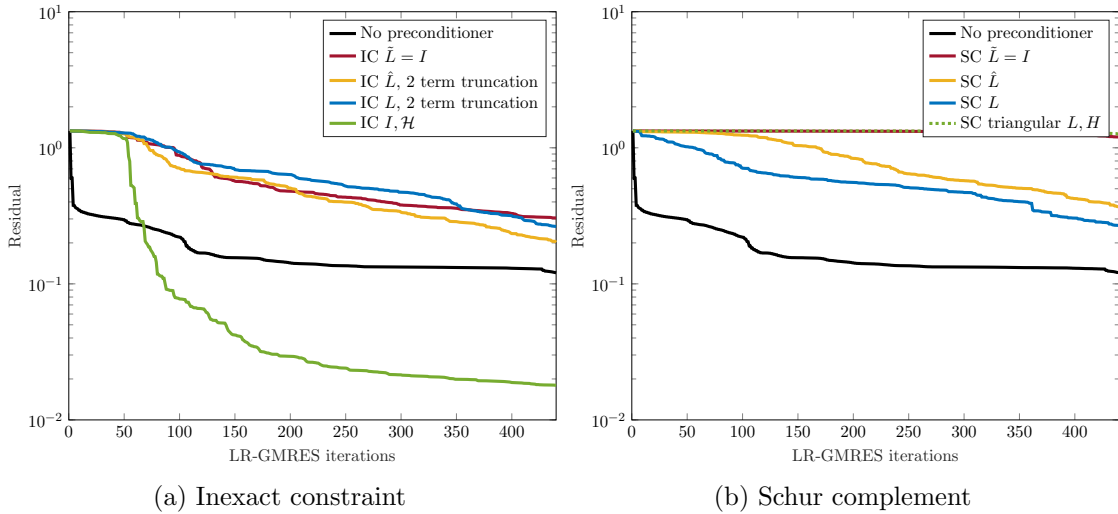 10^1
10^0
10^-1
10^-2
Residual
0 50 100 150 200 250 300 350 400
LR-GMRES iterations
No preconditioner
IC L̃ = I
IC L̂, 2 term truncation
IC L, 2 term truncation
IC I, ℋ
(a) Inexact constraint
10^1
10^0
10^-1
10^-2
Residual
0 50 100 150 200 250 300 350 400
LR-GMRES iterations
No preconditioner
SC L̃ = I
SC L̂
SC L
SC triangular L, H
(b) Schur complement